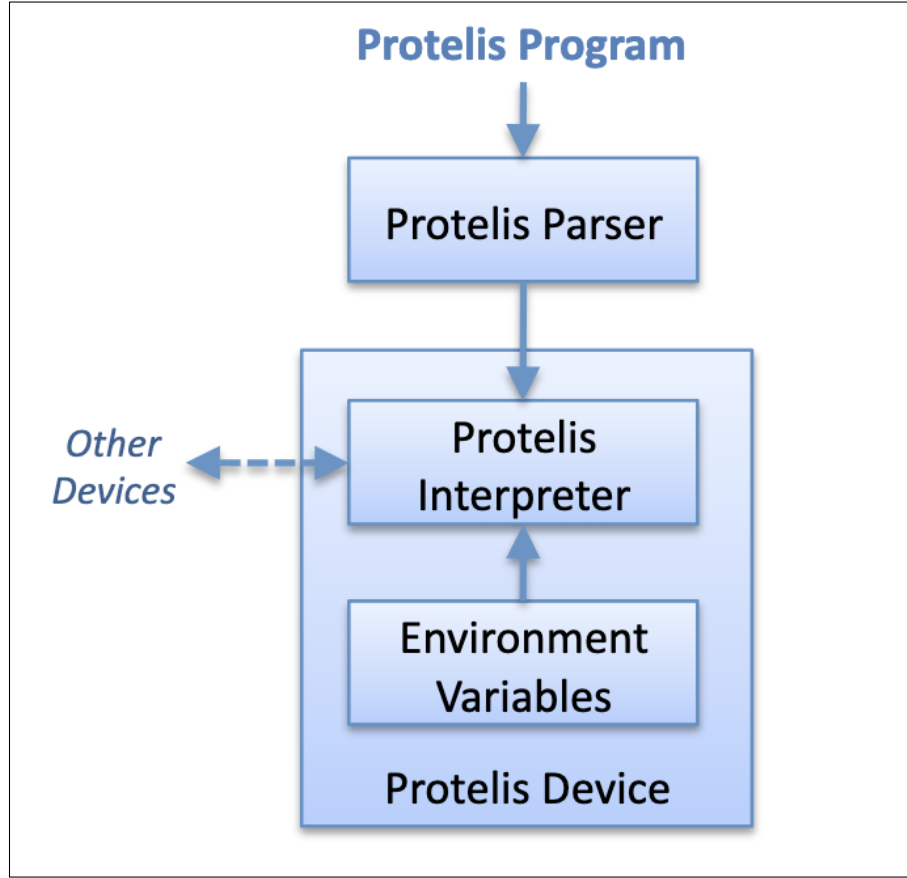 Protelis Program
Protelis Parser
Protelis
Interpreter
Other
Devices
Environment
Variables
Protelis Device